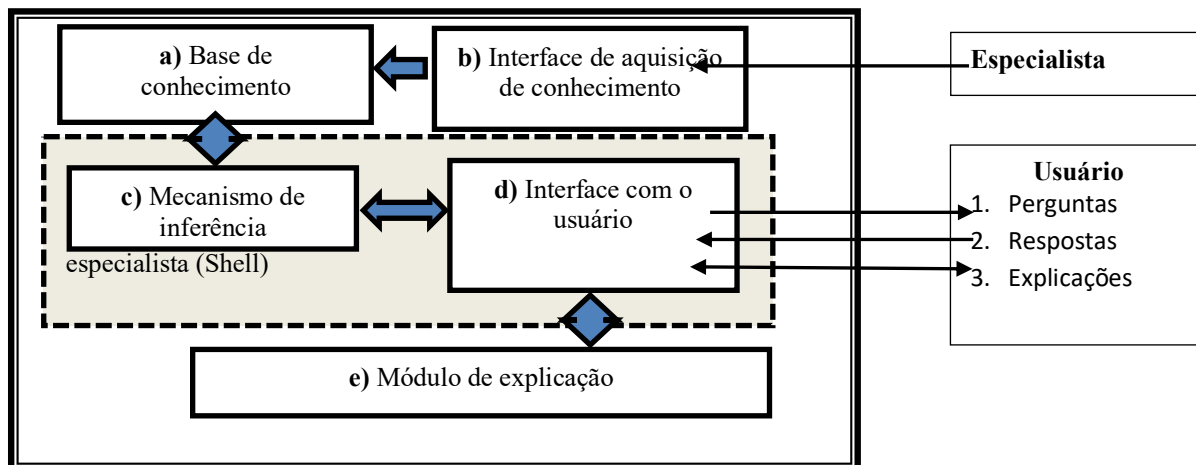 a) Base de
conhecimento
b) Interface de aquisição
de conhecimento
Especialista
c) Mecanismo de
inferência
especialista (Shell)
d) Interface com o
usuário
Usuário
1. Perguntas
2. Respostas
3. Explicações
e) Módulo de explicação